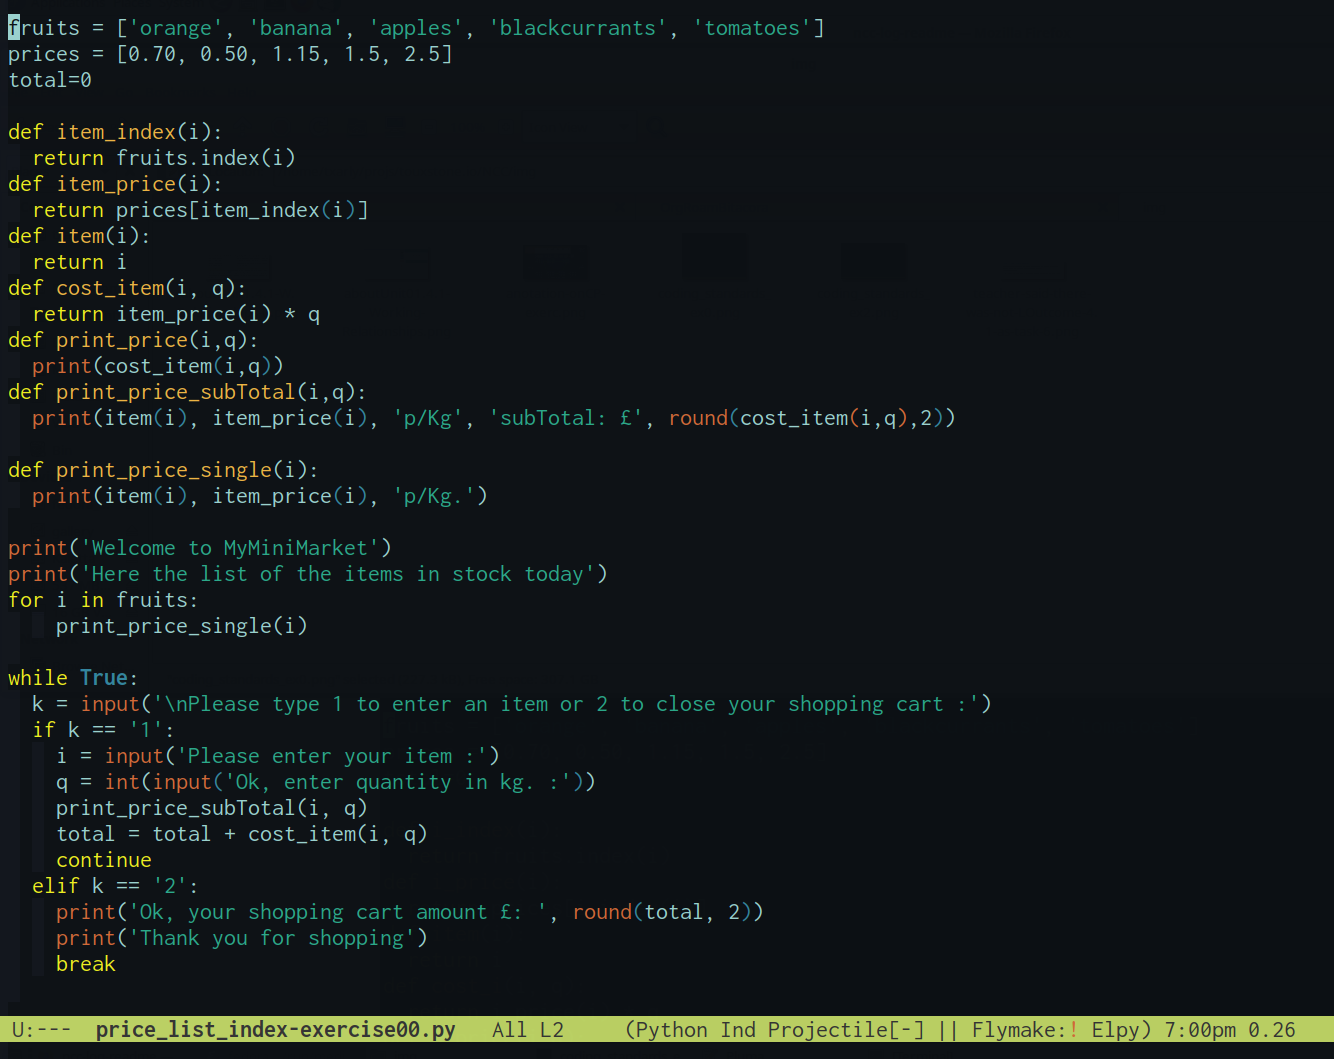 fruits = ['orange', 'banana', 'apples', 'blackcurrants', 'tomatoes']
prices = [0.70, 0.50, 1.15, 1.5, 2.5]
total=0

def item_index(i):
  return fruits.index(i)
def item_price(i):
  return prices[item_index(i)]
def item(i):
  return i
def cost_item(i, q):
  return item_price(i) * q
def print_price(i,q):
  print(cost_item(i,q))
def print_price_subTotal(i,q):
  print(item(i), item_price(i), 'p/Kg', 'subTotal: £', round(cost_item(i,q),2))

def print_price_single(i):
  print(item(i), item_price(i), 'p/Kg.')

print('Welcome to MyMiniMarket')
print('Here the list of the items in stock today')
for i in fruits:
    print_price_single(i)

while True:
  k = input('\nPlease type 1 to enter an item or 2 to close your shopping cart :')
  if k == '1':
    i = input('Please enter your item :')
    q = int(input('Ok, enter quantity in kg. :'))
    print_price_subTotal(i, q)
    total = total + cost_item(i, q)
    continue
  elif k == '2':
    print('Ok, your shopping cart amount £: ', round(total, 2))
    print('Thank you for shopping')
    break

U:---  price_list_index-exercise00.py   All L2     (Python Ind Projectile[-] || Flymake:! Elpy) 7:00pm 0.26